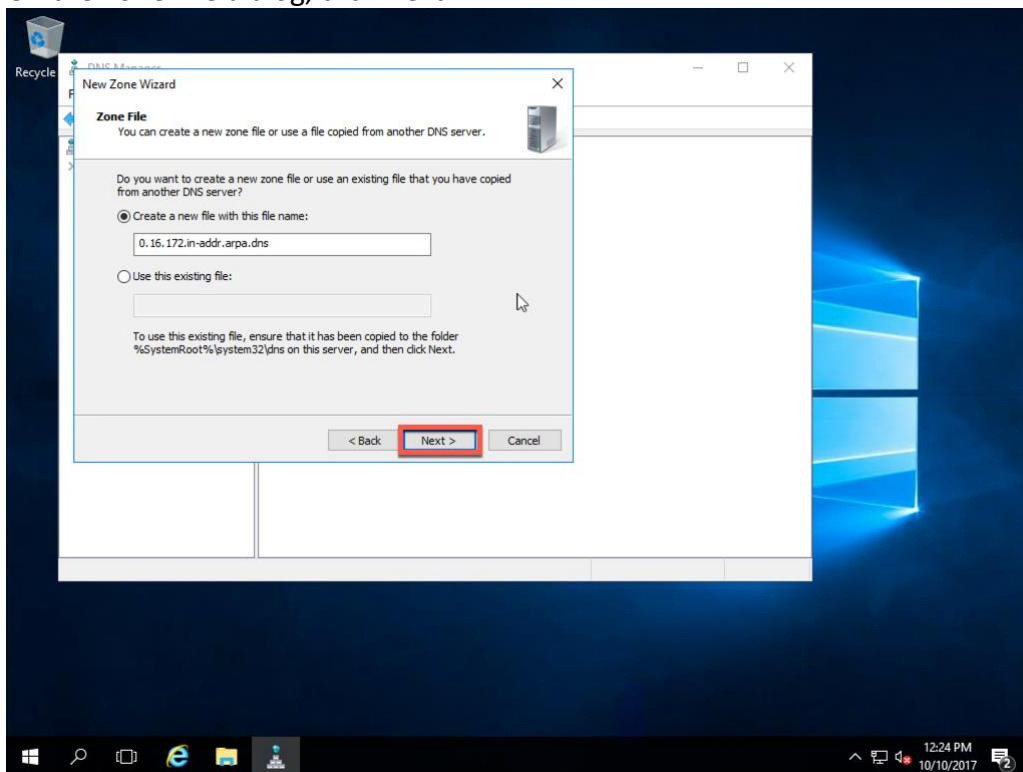 Recycle
DNS Manager
New Zone Wizard
Zone File
You can create a new zone file or use a file copied from another DNS server.
Do you want to create a new zone file or use an existing file that you have copied
from another DNS server?
Create a new file with this file name:
0.16.172.in-addr.arpa.dns
Use this existing file:
To use this existing file, ensure that it has been copied to the folder
%SystemRoot%\system32\dns on this server, and then click Next.
< Back Next > Cancel
12:24 PM
10/10/2017
2